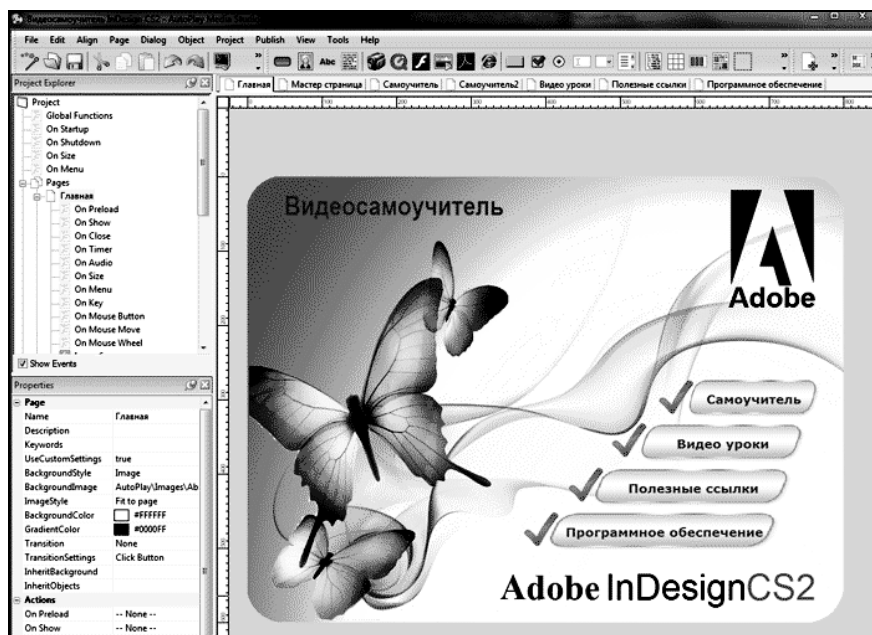 Видеосамоучитель InDesign CS2 - AutoPlay Media Studio
File Edit Align Page Dialog Object Project Publish View Tools Help
Abc
Project Explorer
Главная Мастер страница Самоучитель Самоучитель2 Видео уроки Полезные ссылки Программное обеспечение
Project
Global Functions
On Startup
On Shutdown
On Size
On Menu
Pages
Главная
On Preload
On Show
On Close
On Timer
On Audio
On Size
On Menu
On Key
On Mouse Button
On Mouse Move
On Mouse Wheel
Show Events
Properties
Page
Name Главная
Description
Keywords
UseCustomSettings true
BackgroundStyle Image
BackgroundImage AutoPlay\Images\Ab
ImageStyle Fit to page
BackgroundColor #FFFFFF
GradientColor #0000FF
Transition None
TransitionSettings Click Button
InheritBackground
InheritObjects
Actions
On Preload -- None --
On Show -- None --
Видеосамоучитель
Adobe
Самоучитель
Видео уроки
Полезные ссылки
Программное обеспечение
Adobe InDesignCS2